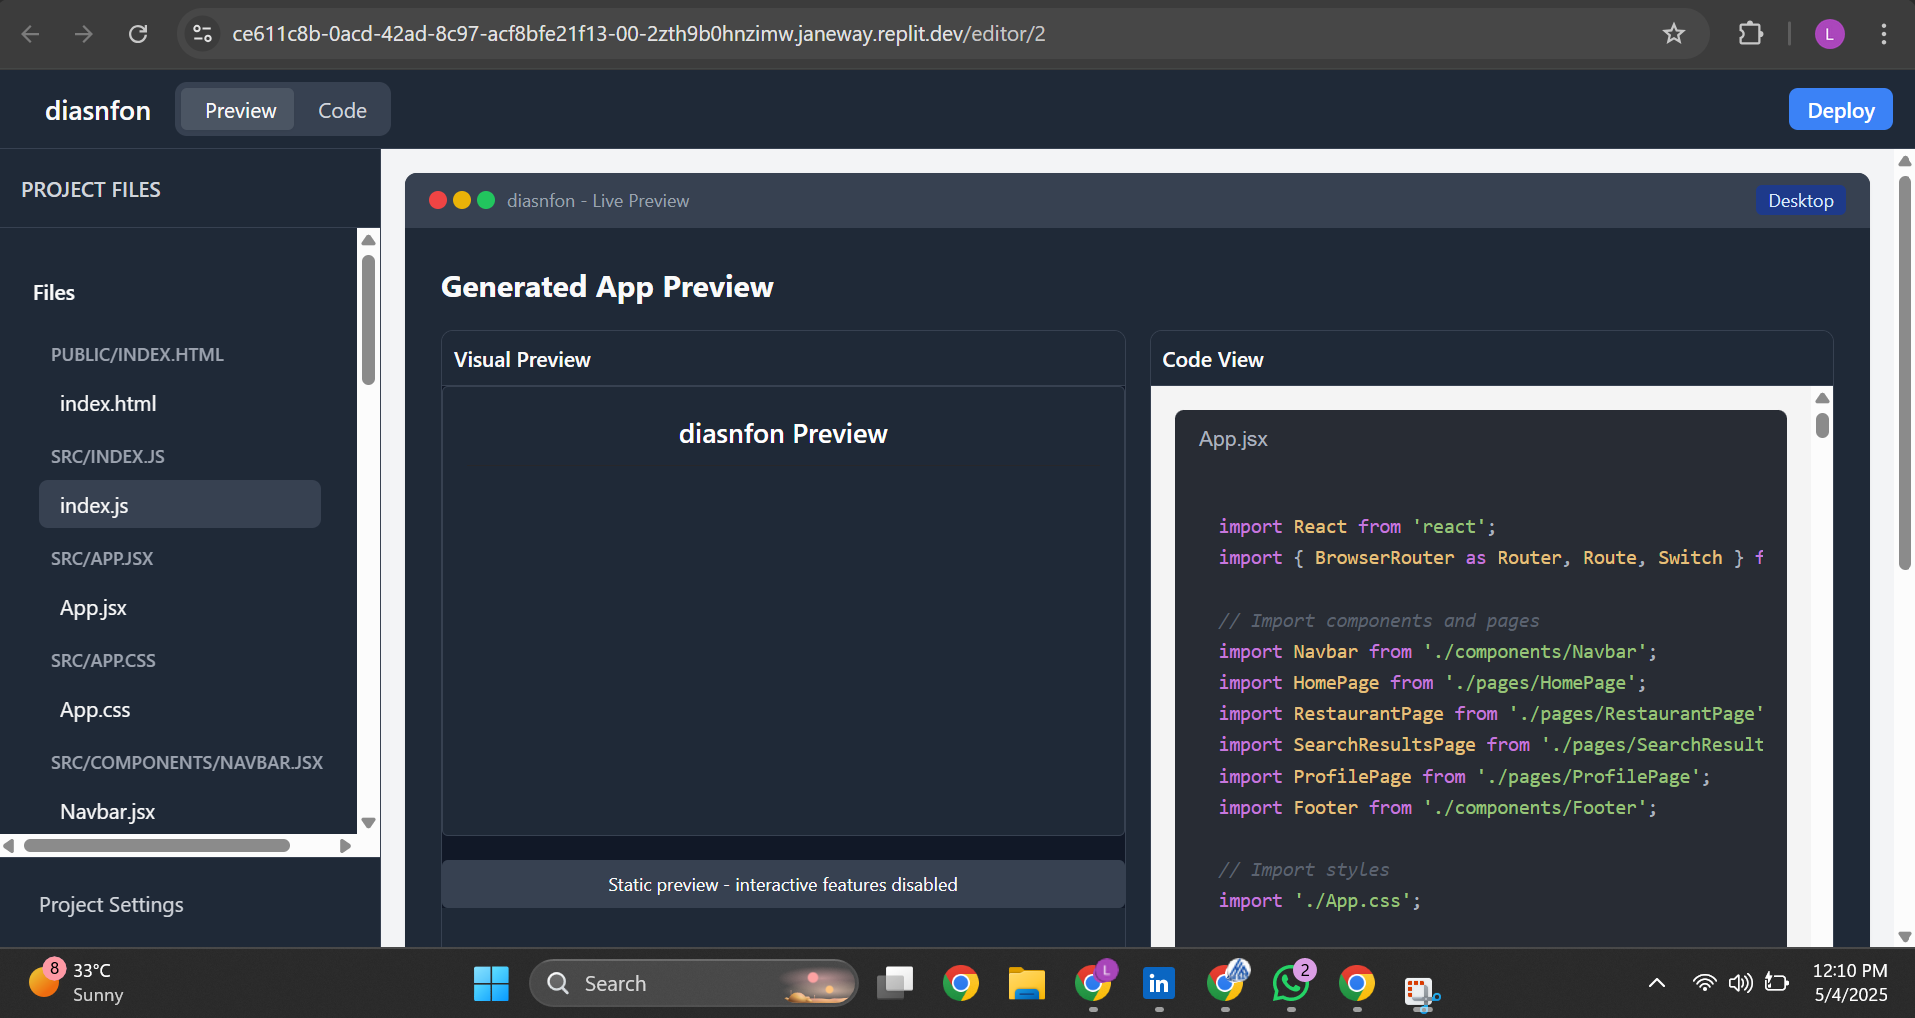 ce611c8b-0acd-42ad-8c97-acf8bfe21f13-00-2zth9b0hnzimw.janeway.replit.dev/editor/2
L
diasnfon
Preview
Code
Deploy
PROJECT FILES
Files
PUBLIC/INDEX.HTML
index.html
SRC/INDEX.JS
index.js
SRC/APP.JSX
App.jsx
SRC/APP.CSS
App.css
SRC/COMPONENTS/NAVBAR.JSX
Navbar.jsx
Project Settings
diasnfon - Live Preview
Desktop
Generated App Preview
Visual Preview
diasnfon Preview
Static preview - interactive features disabled
Code View
App.jsx
import React from 'react';
import { BrowserRouter as Router, Route, Switch } f
// Import components and pages
import Navbar from './components/Navbar';
import HomePage from './pages/HomePage';
import RestaurantPage from './pages/RestaurantPage'
import SearchResultsPage from './pages/SearchResult
import ProfilePage from './pages/ProfilePage';
import Footer from './components/Footer';
// Import styles
import './App.css';
8
33°C
Sunny
Search
L
in
2
12:10 PM
5/4/2025